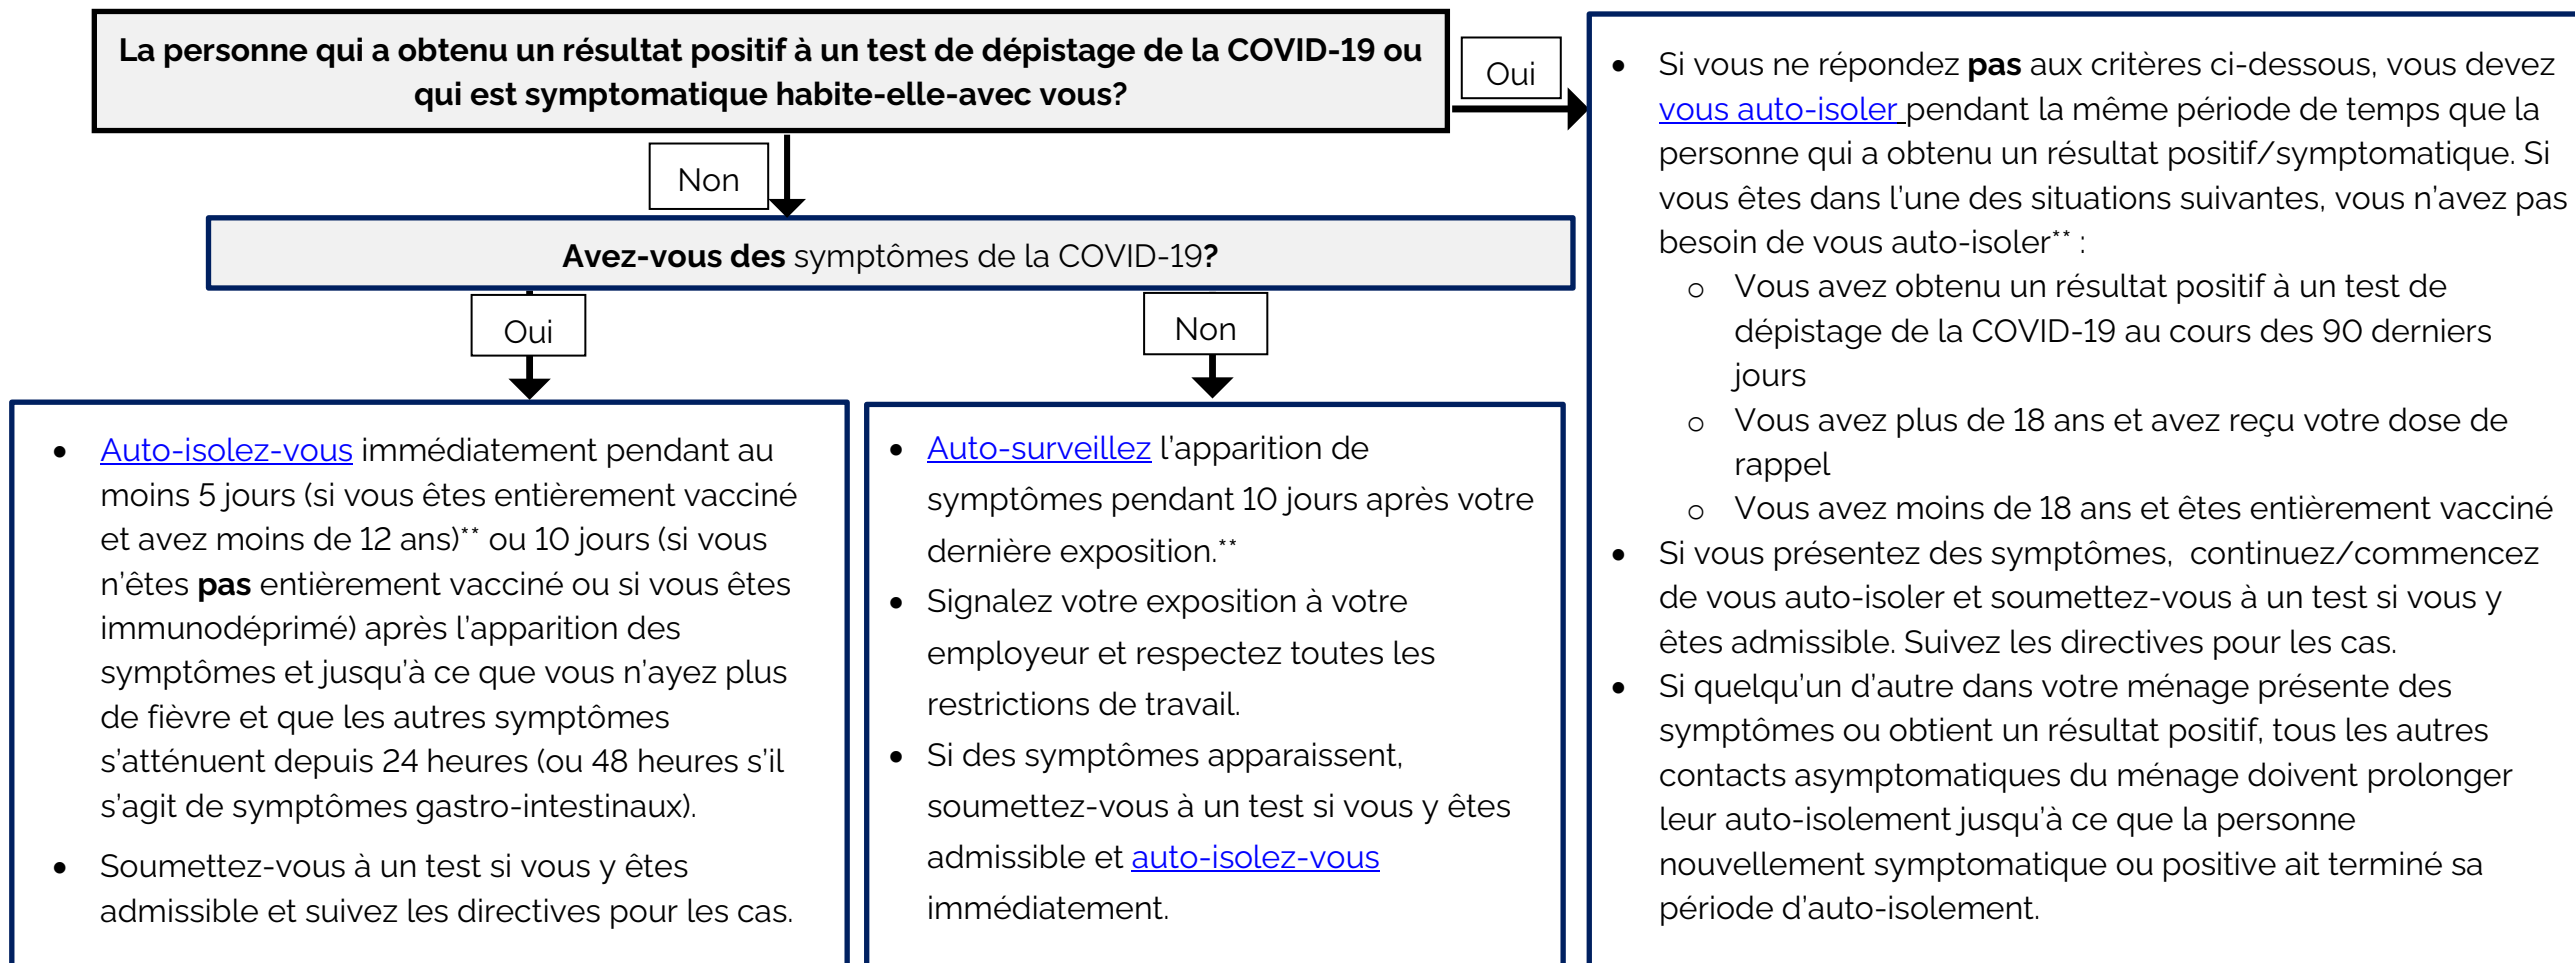 La personne qui a obtenu un résultat positif à un test de dépistage de la COVID-19 ou
qui est symptomatique habite-elle-avec vous?
Oui
Non
Avez-vous des symptômes de la COVID-19?
Oui
Non
• Auto-isolez-vous immédiatement pendant au
moins 5 jours (si vous êtes entièrement vacciné
et avez moins de 12 ans)** ou 10 jours (si vous
n'êtes pas entièrement vacciné ou si vous êtes
immunodéprimé) après l'apparition des
symptômes et jusqu'à ce que vous n'ayez plus
de fièvre et que les autres symptômes
s'atténuent depuis 24 heures (ou 48 heures s'il
s'agit de symptômes gastro-intestinaux).
• Soumettez-vous à un test si vous y êtes
admissible et suivez les directives pour les cas.
• Auto-surveillez l'apparition de
symptômes pendant 10 jours après votre
dernière exposition.**
• Signalez votre exposition à votre
employeur et respectez toutes les
restrictions de travail.
• Si des symptômes apparaissent,
soumettez-vous à un test si vous y êtes
admissible et auto-isolez-vous
immédiatement.
• Si vous ne répondez pas aux critères ci-dessous, vous devez
vous auto-isoler pendant la même période de temps que la
personne qui a obtenu un résultat positif/symptomatique. Si
vous êtes dans l'une des situations suivantes, vous n'avez pas
besoin de vous auto-isoler** :
o Vous avez obtenu un résultat positif à un test de
dépistage de la COVID-19 au cours des 90 derniers
jours
o Vous avez plus de 18 ans et avez reçu votre dose de
rappel
o Vous avez moins de 18 ans et êtes entièrement vacciné
• Si vous présentez des symptômes, continuez/commencez
de vous auto-isoler et soumettez-vous à un test si vous y
êtes admissible. Suivez les directives pour les cas.
• Si quelqu'un d'autre dans votre ménage présente des
symptômes ou obtient un résultat positif, tous les autres
contacts asymptomatiques du ménage doivent prolonger
leur auto-isolement jusqu'à ce que la personne
nouvellement symptomatique ou positive ait terminé sa
période d'auto-isolement.